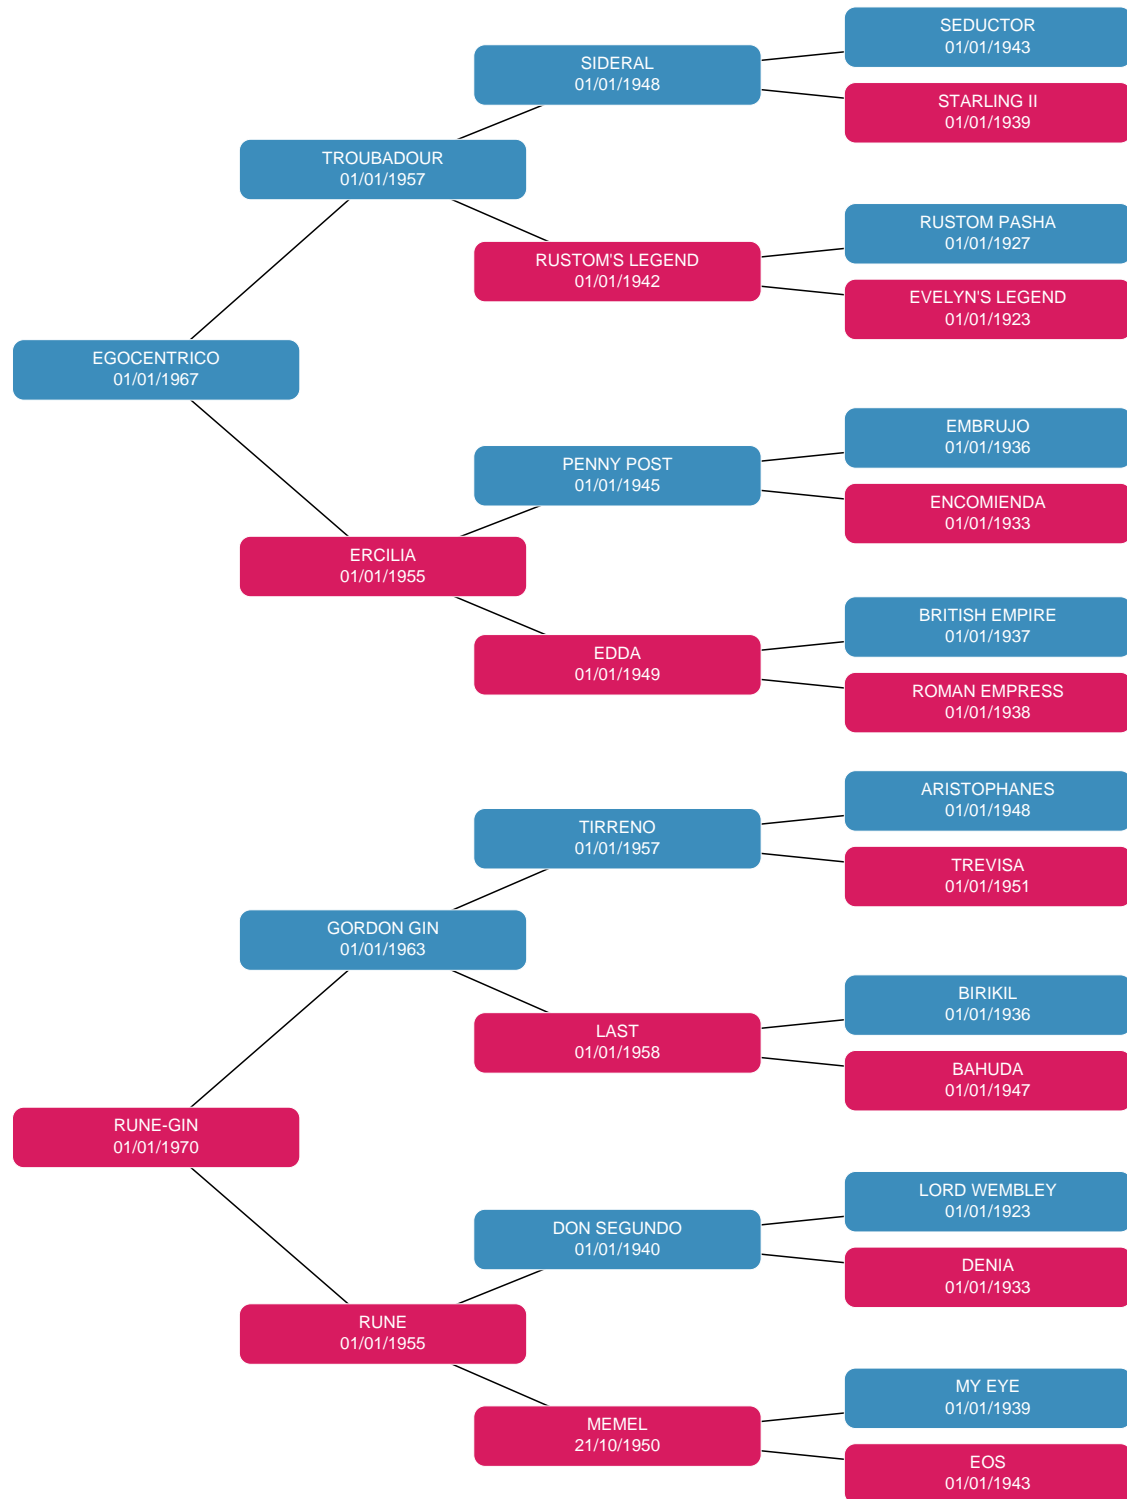 SEDUCTOR
01/01/1943
SIDERAL
01/01/1948
STARLING II
01/01/1939
TROUBADOUR
01/01/1957
RUSTOM PASHA
01/01/1927
RUSTOM'S LEGEND
01/01/1942
EVELYN'S LEGEND
01/01/1923
EGOCENTRICO
01/01/1967
EMBRUJO
01/01/1936
PENNY POST
01/01/1945
ENCOMIENDA
01/01/1933
ERCILIA
01/01/1955
BRITISH EMPIRE
01/01/1937
EDDA
01/01/1949
ROMAN EMPRESS
01/01/1938
ARISTOPHANES
01/01/1948
TIRRENO
01/01/1957
TREVISA
01/01/1951
GORDON GIN
01/01/1963
BIRIKIL
01/01/1936
LAST
01/01/1958
BAHUDA
01/01/1947
RUNE-GIN
01/01/1970
LORD WEMBLEY
01/01/1923
DON SEGUNDO
01/01/1940
DENIA
01/01/1933
RUNE
01/01/1955
MY EYE
01/01/1939
MEMEL
21/10/1950
EOS
01/01/1943